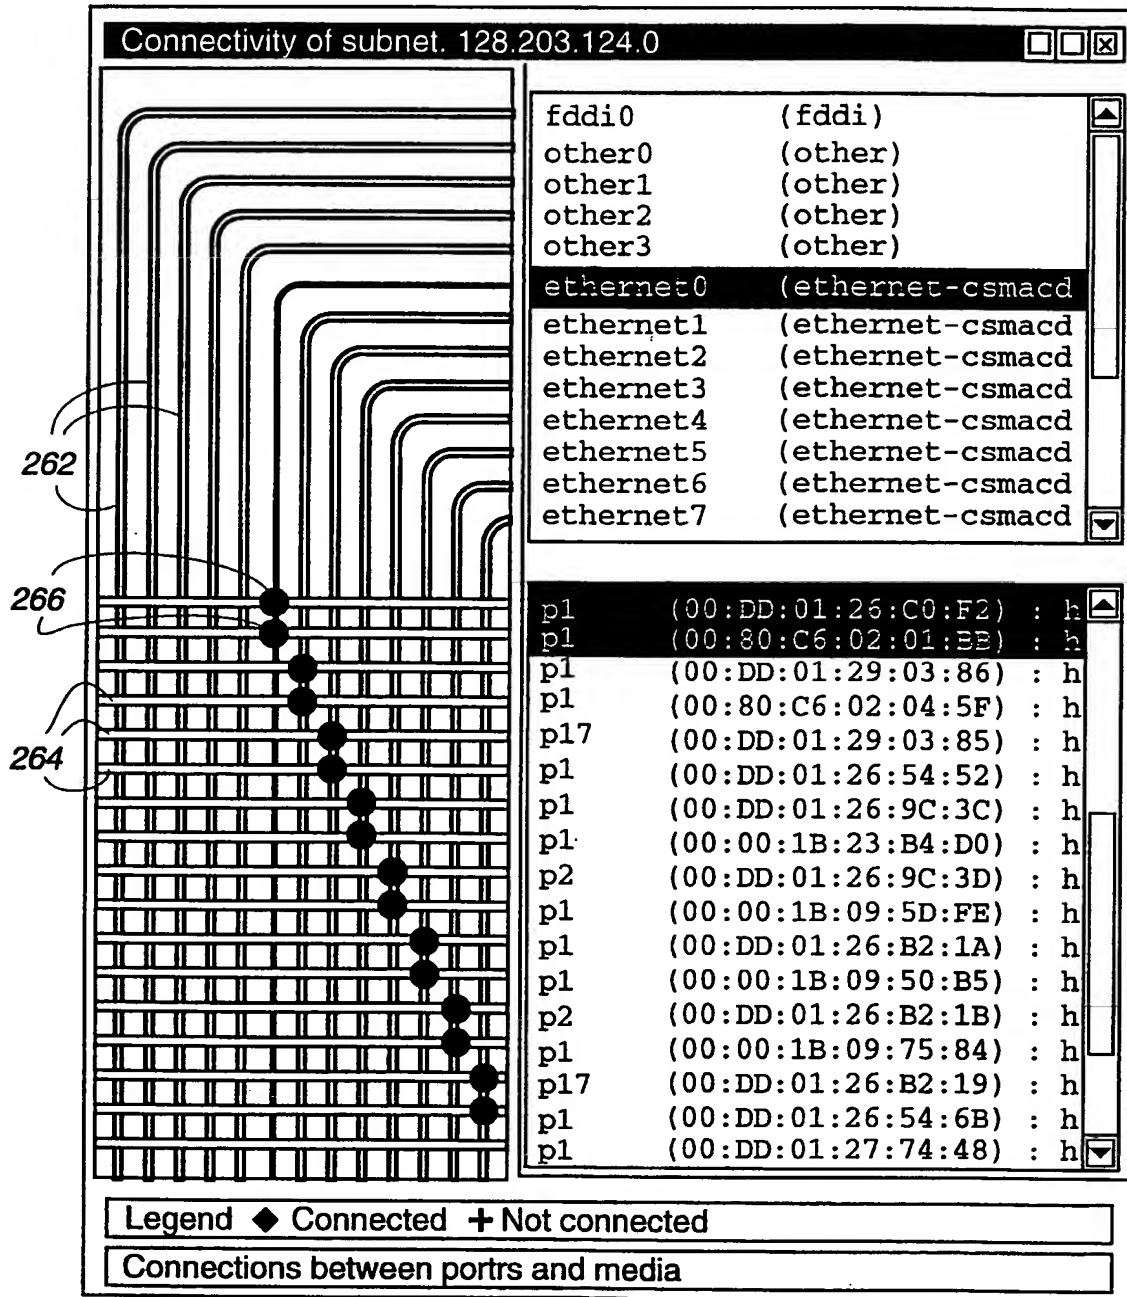 Connectivity of subnet. 128.203.124.0
fddi0 (fddi)
other0 (other)
other1 (other)
other2 (other)
other3 (other)
ethernet0 (ethernet-csmacd
ethernet1 (ethernet-csmacd
ethernet2 (ethernet-csmacd
ethernet3 (ethernet-csmacd
ethernet4 (ethernet-csmacd
ethernet5 (ethernet-csmacd
ethernet6 (ethernet-csmacd
ethernet7 (ethernet-csmacd
262
266
264
p1 (00:DD:01:26:C0:F2) : h
p1 (00:80:C6:02:01:BB) : h
p1 (00:DD:01:29:03:86) : h
p1 (00:80:C6:02:04:5F) : h
p17 (00:DD:01:29:03:85) : h
p1 (00:DD:01:26:54:52) : h
p1 (00:DD:01:26:9C:3C) : h
p1 (00:00:1B:23:B4:D0) : h
p2 (00:DD:01:26:9C:3D) : h
p1 (00:00:1B:09:5D:FE) : h
p1 (00:DD:01:26:B2:1A) : h
p1 (00:00:1B:09:50:B5) : h
p2 (00:DD:01:26:B2:1B) : h
p1 (00:00:1B:09:75:84) : h
p17 (00:DD:01:26:B2:19) : h
p1 (00:DD:01:26:54:6B) : h
p1 (00:DD:01:27:74:48) : h
Legend ◆ Connected + Not connected
Connections between portrs and media